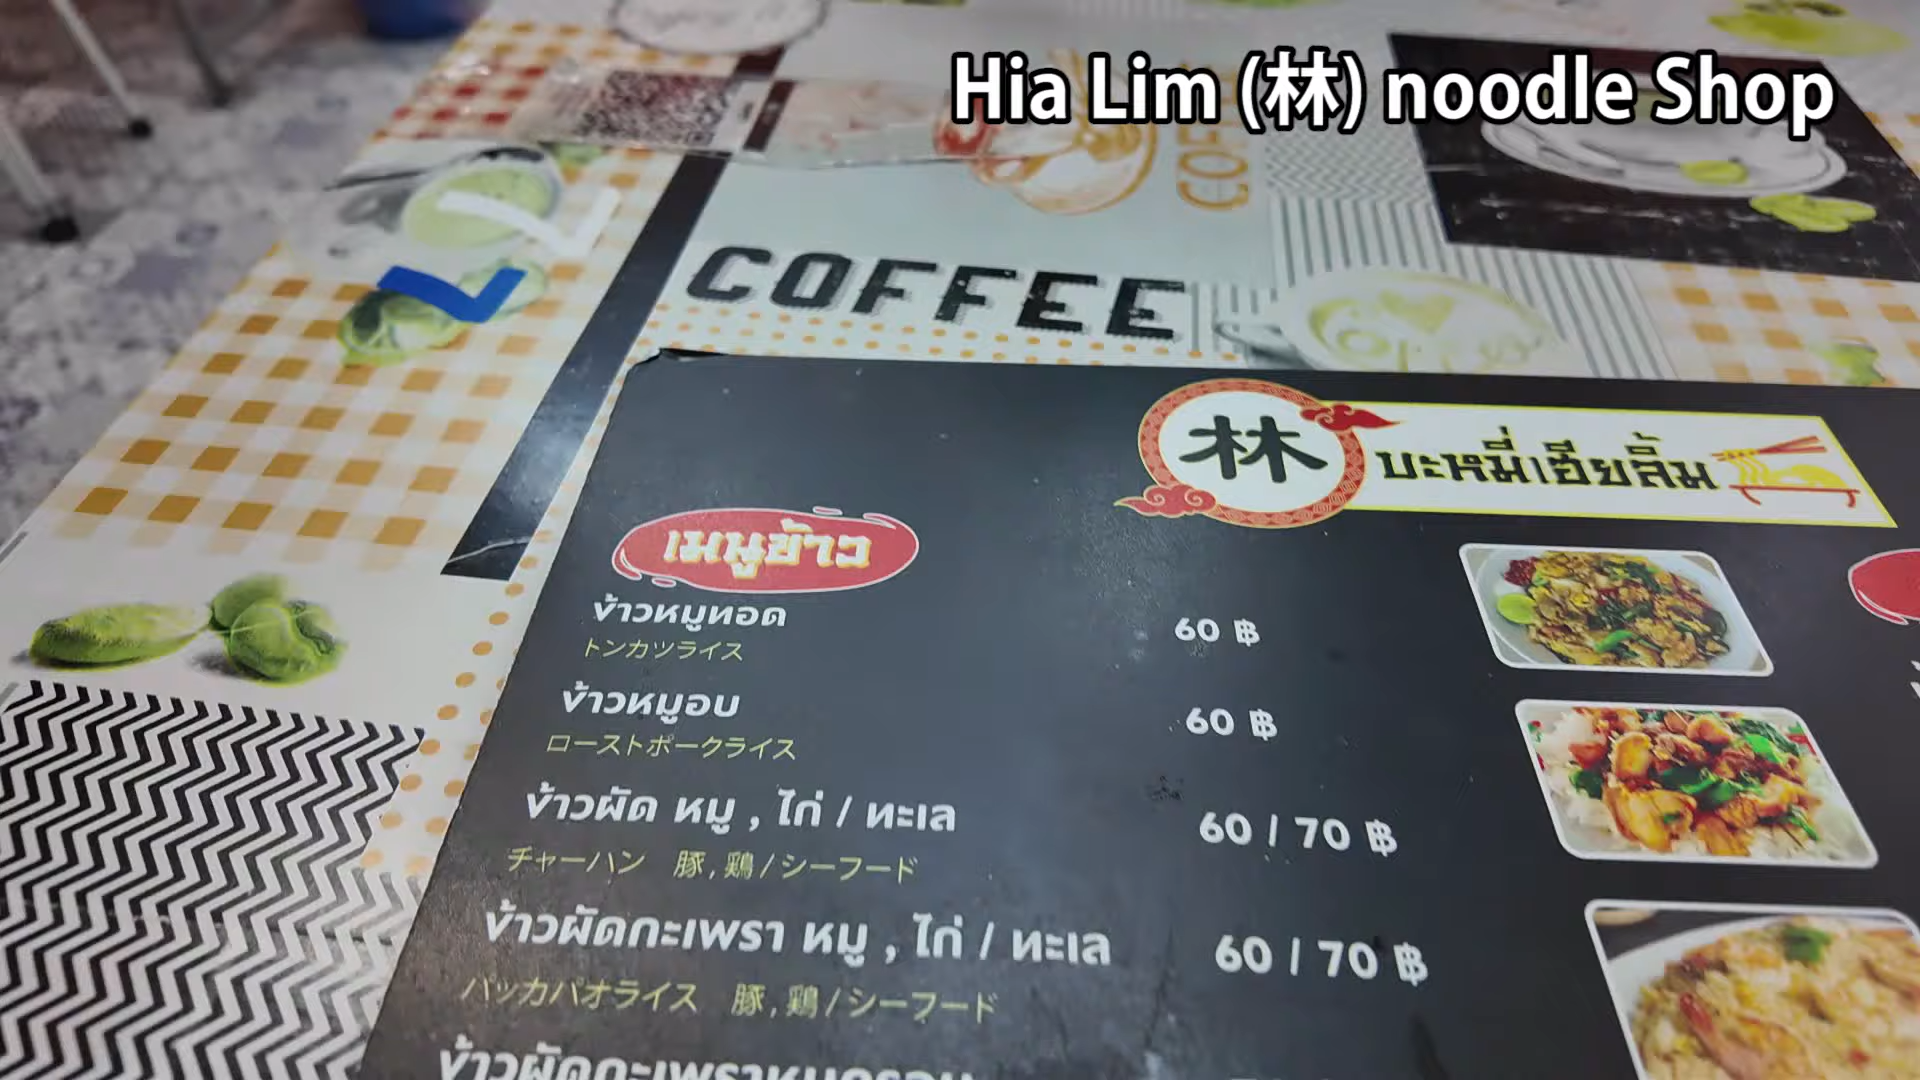 Hia Lim (林) noodle Shop
COFFEE
林 บะหมี่เฮียลิ้ม
เมนูข้าว
ข้าวหมูทอด 60 ฿
トンカツライス
ข้าวหมูอบ 60 ฿
ローストポークライス
ข้าวผัด หมู , ไก่ / ทะเล 60 / 70 ฿
チャーハン 豚 , 鶏 / シーフード
ข้าวผัดกะเพรา หมู , ไก่ / ทะเล 60 / 70 ฿
パッカパオライス 豚 , 鶏 / シーフード